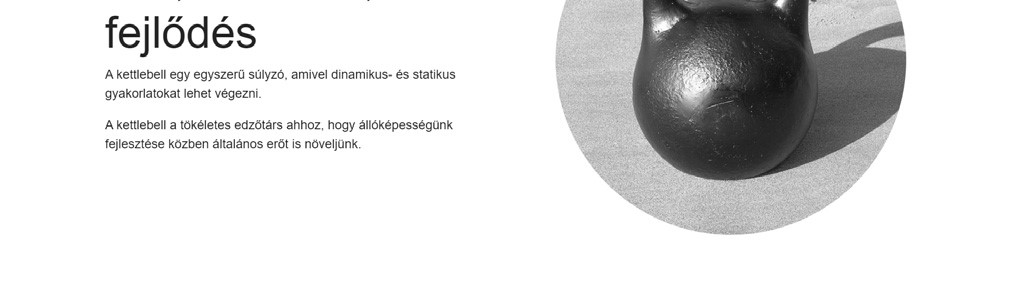 fejlődés
A kettlebell egy egyszerű súlyzó, amivel dinamikus- és statikus
gyakorlatokat lehet végezni.
A kettlebell a tökéletes edzőtárs ahhoz, hogy állóképességünk
fejlesztése közben általános erőt is növeljünk.